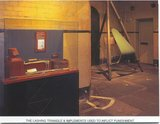 THE LASHING TRIANGLE & IMPLEMENTS USED TO INFLICT PUNISHMENT